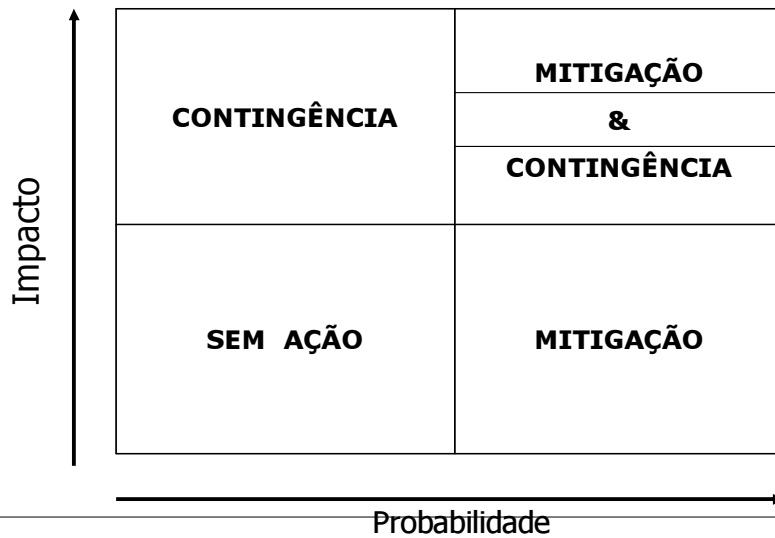 MITIGAÇÃO
CONTINGÊNCIA
&
CONTINGÊNCIA
Impacto
SEM AÇÃO
MITIGAÇÃO
Probabilidade